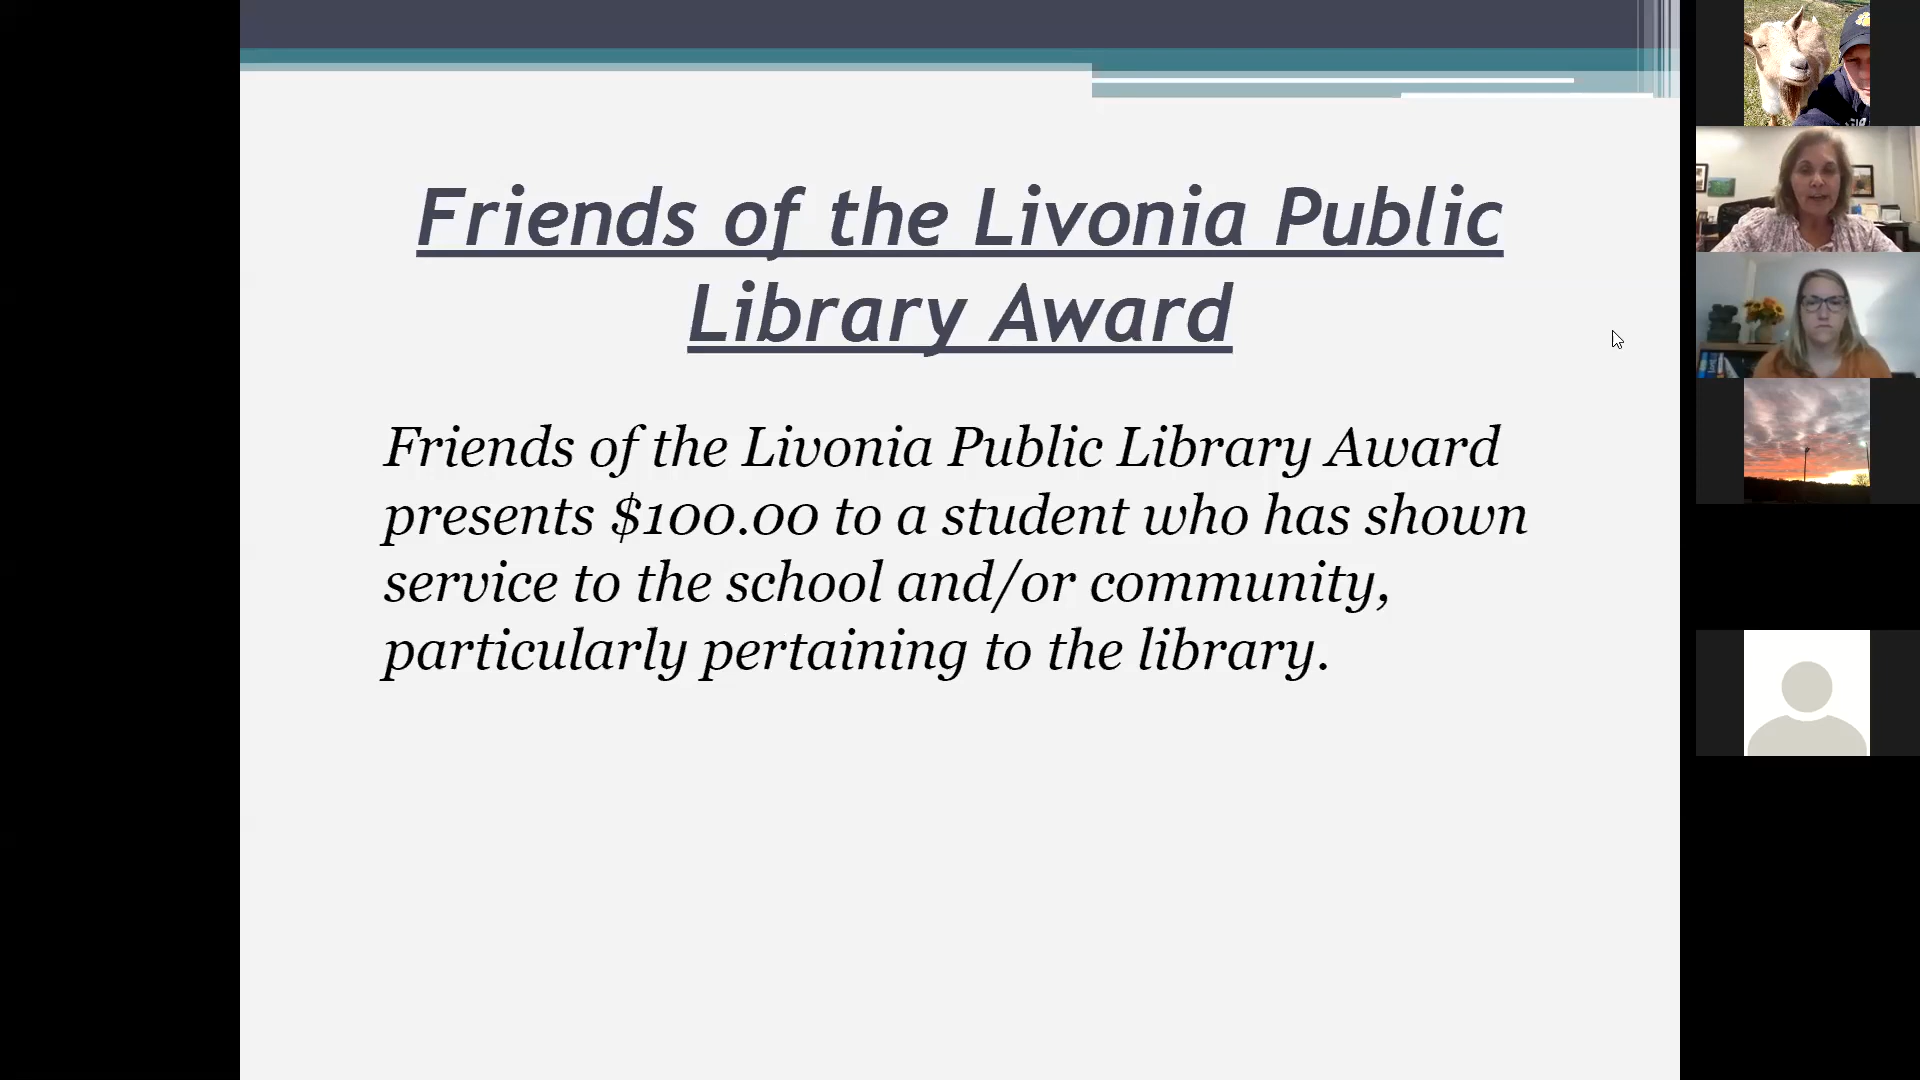 Friends of the Livonia Public
Library Award
Friends of the Livonia Public Library Award
presents $100.00 to a student who has shown
service to the school and/or community,
particularly pertaining to the library.